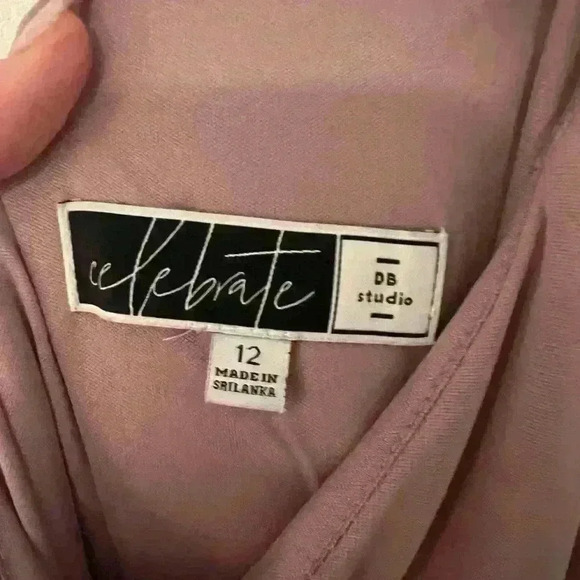 celebrate
DB
studio
12
MADE IN
SRILANKA